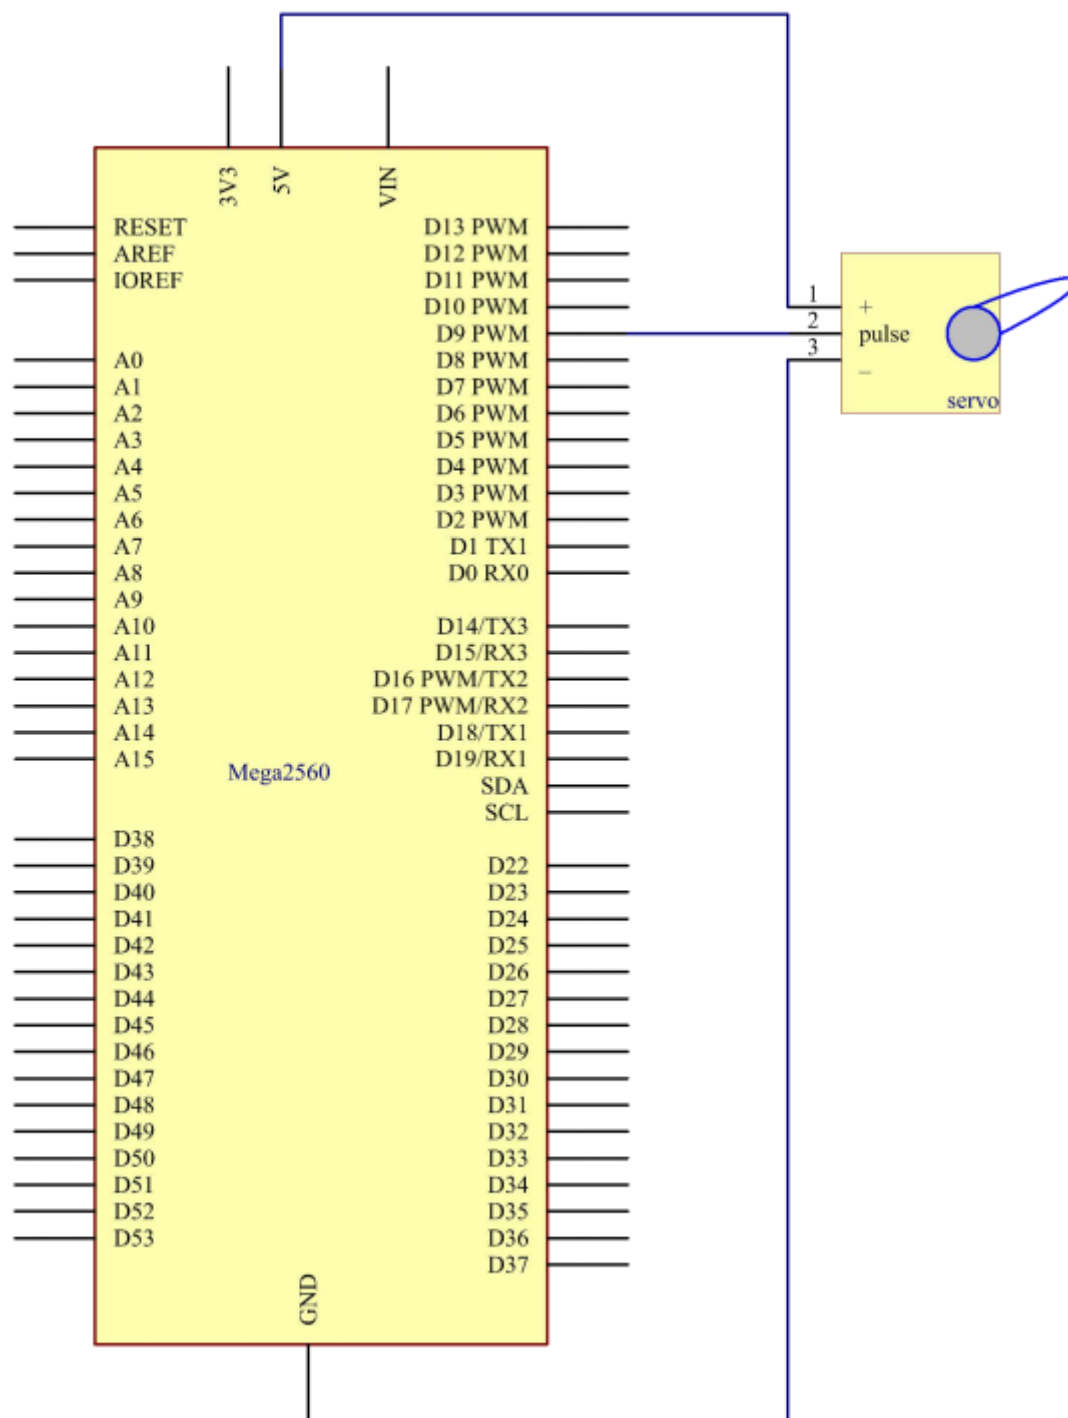 3V3
5V
VIN
RESET
AREF
IOREF
A0
A1
A2
A3
A4
A5
A6
A7
A8
A9
A10
A11
A12
A13
A14
A15
Mega2560
D38
D39
D40
D41
D42
D43
D44
D45
D46
D47
D48
D49
D50
D51
D52
D53
GND
D13 PWM
D12 PWM
D11 PWM
D10 PWM
D9 PWM
D8 PWM
D7 PWM
D6 PWM
D5 PWM
D4 PWM
D3 PWM
D2 PWM
D1 TX1
D0 RX0
D14/TX3
D15/RX3
D16 PWM/TX2
D17 PWM/RX2
D18/TX1
D19/RX1
SDA
SCL
D22
D23
D24
D25
D26
D27
D28
D29
D30
D31
D32
D33
D34
D35
D36
D37
1 +
2 pulse
3 –
servo